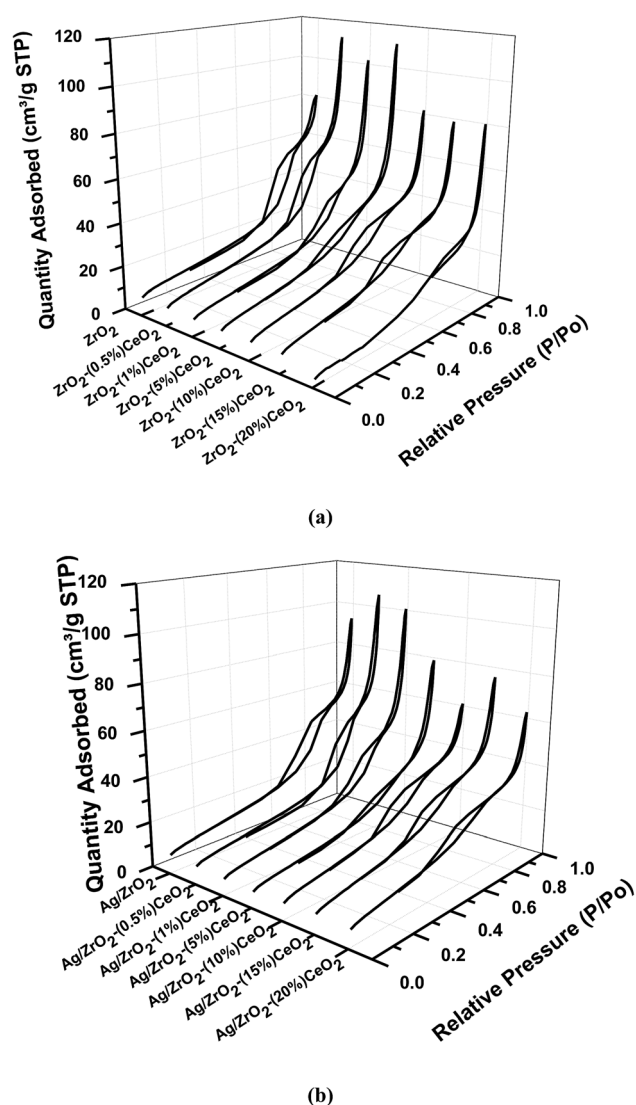 120
100
80
60
40
20
0
Quantity Adsorbed (cm³/g STP)
ZrO₂
ZrO₂-(0.5%)CeO₂
ZrO₂-(1%)CeO₂
ZrO₂-(5%)CeO₂
ZrO₂-(10%)CeO₂
ZrO₂-(15%)CeO₂
ZrO₂-(20%)CeO₂
0.0
0.2
0.4
0.6
0.8
1.0
Relative Pressure (P/Po)
(a)
120
100
80
60
40
20
0
Quantity Adsorbed (cm³/g STP)
Ag/ZrO₂
Ag/ZrO₂-(0.5%)CeO₂
Ag/ZrO₂-(1%)CeO₂
Ag/ZrO₂-(5%)CeO₂
Ag/ZrO₂-(10%)CeO₂
Ag/ZrO₂-(15%)CeO₂
Ag/ZrO₂-(20%)CeO₂
0.0
0.2
0.4
0.6
0.8
1.0
Relative Pressure (P/Po)
(b)